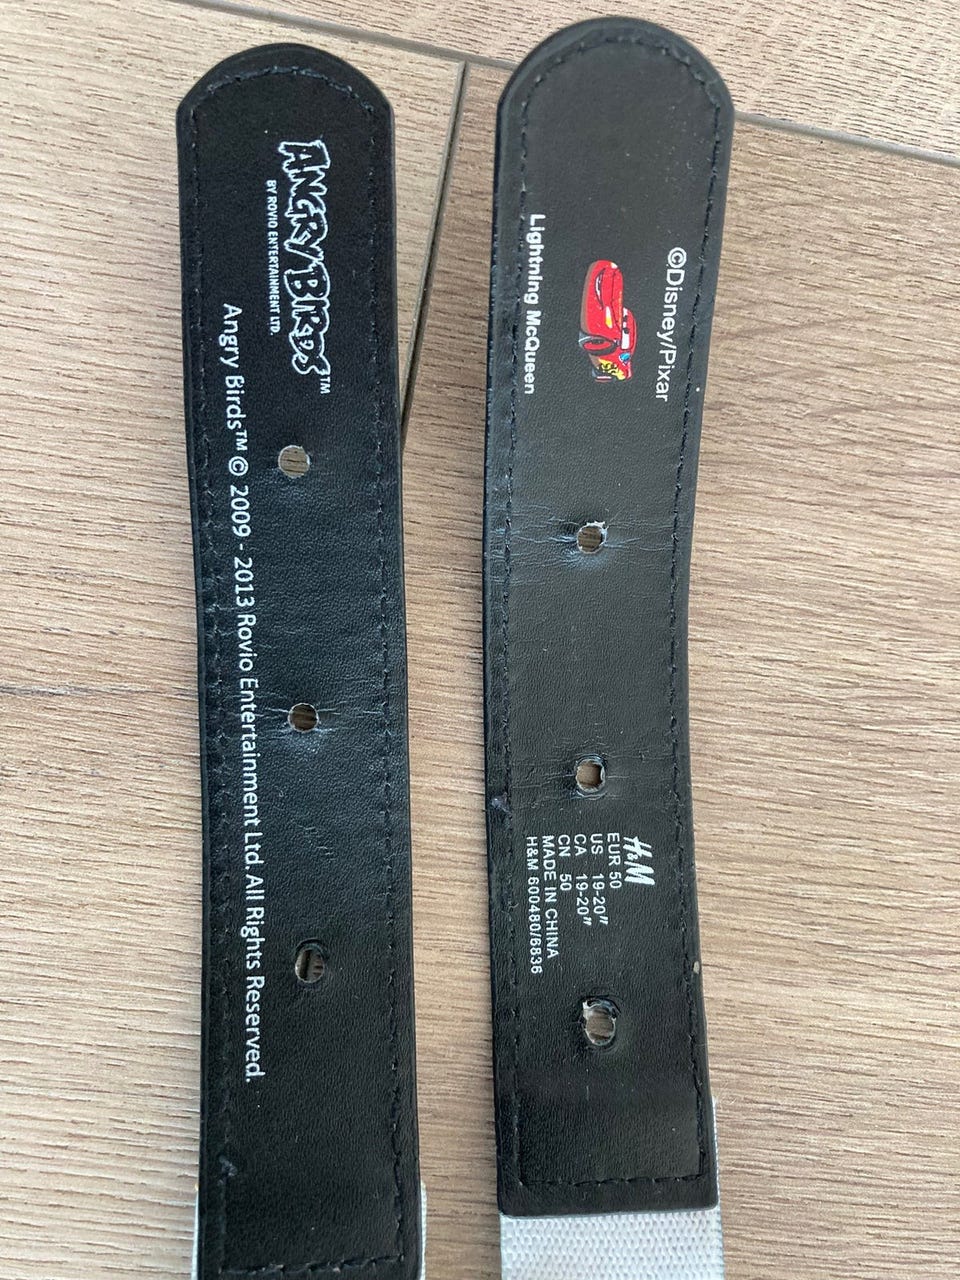 ANGRY BIRDS™
BY ROVIO ENTERTAINMENT LTD.
Angry Birds™ © 2009 - 2013 Rovio Entertainment Ltd. All Rights Reserved.
©Disney/Pixar
Lightning McQueen
H&M
EUR 50
US 19-20"
CA 19-20"
CN 50
MADE IN CHINA
H&M 600480/6836